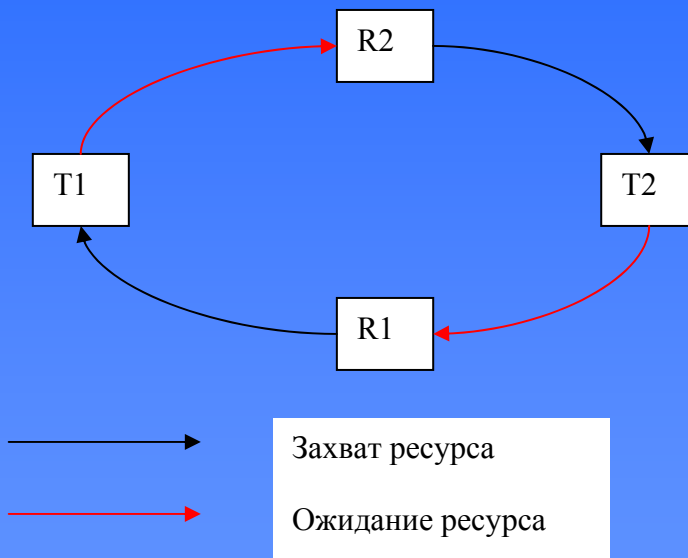 R2
T1
T2
R1
Захват ресурса
Ожидание ресурса